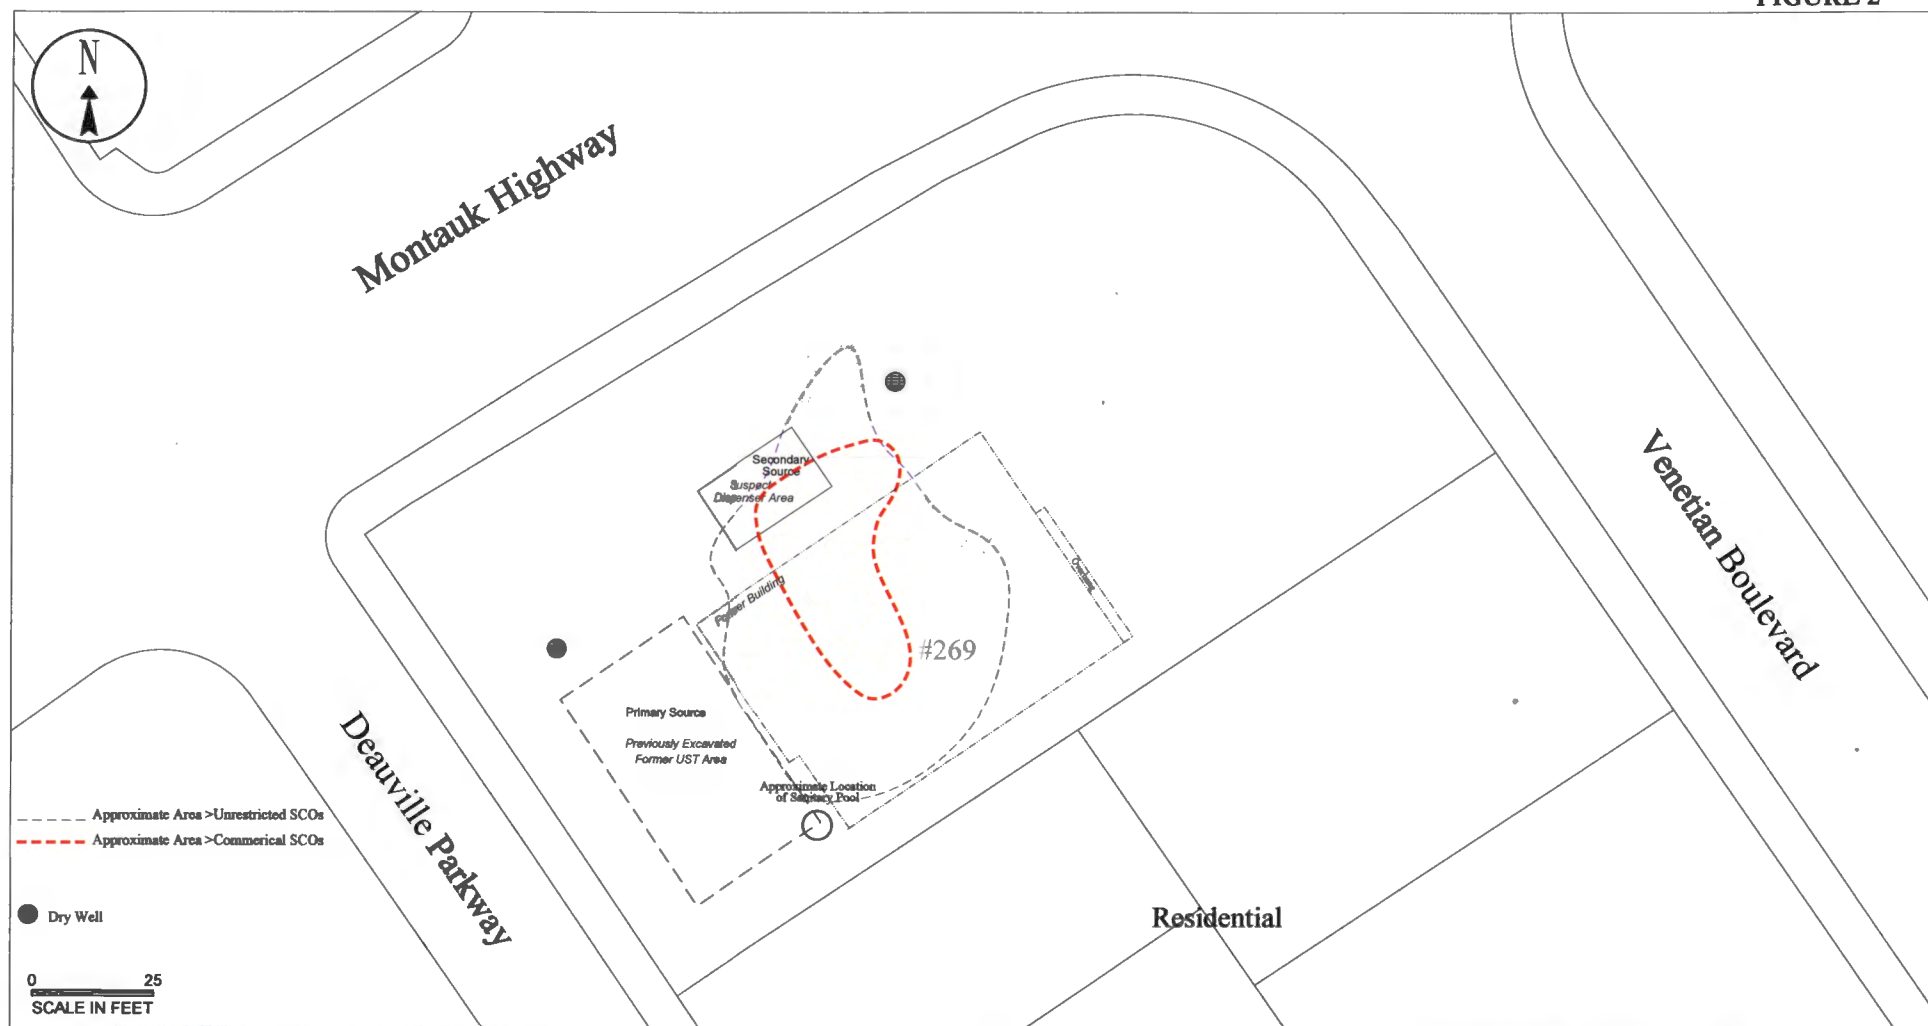 FIGURE 2
N
Montauk Highway
Venetian Boulevard
Secondary
Source
Suspect
Dispenser Area
Former Building
Overhang
#269
Primary Source
Previously Excavated
Former UST Area
Approximate Location
of Sanitary Pool
Deauville Parkway
Approximate Area >Unrestricted SCOs
Approximate Area >Commerical SCOs
Dry Well
Residential
0 25
SCALE IN FEET